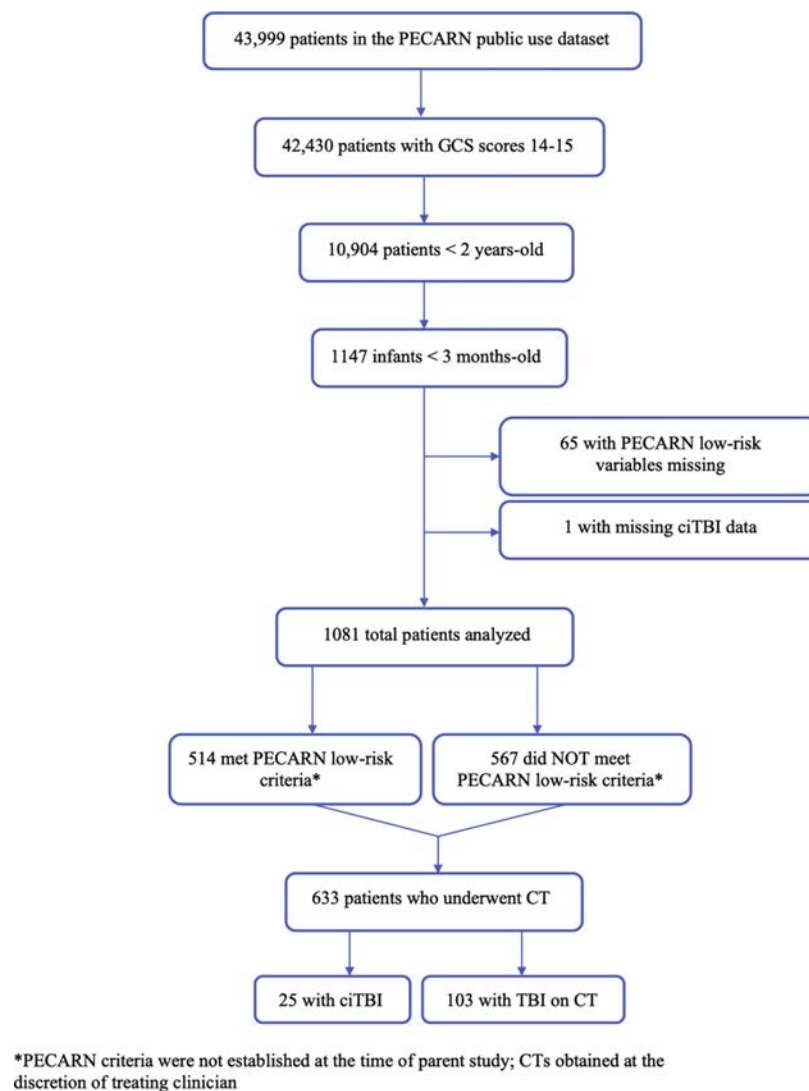 43,999 patients in the PECARN public use dataset
42,430 patients with GCS scores 14-15
10,904 patients < 2 years-old
1147 infants < 3 months-old
65 with PECARN low-risk
variables missing
1 with missing ciTBI data
1081 total patients analyzed
514 met PECARN low-risk
criteria*
567 did NOT meet
PECARN low-risk criteria*
633 patients who underwent CT
25 with ciTBI
103 with TBI on CT
*PECARN criteria were not established at the time of parent study; CTs obtained at the
discretion of treating clinician